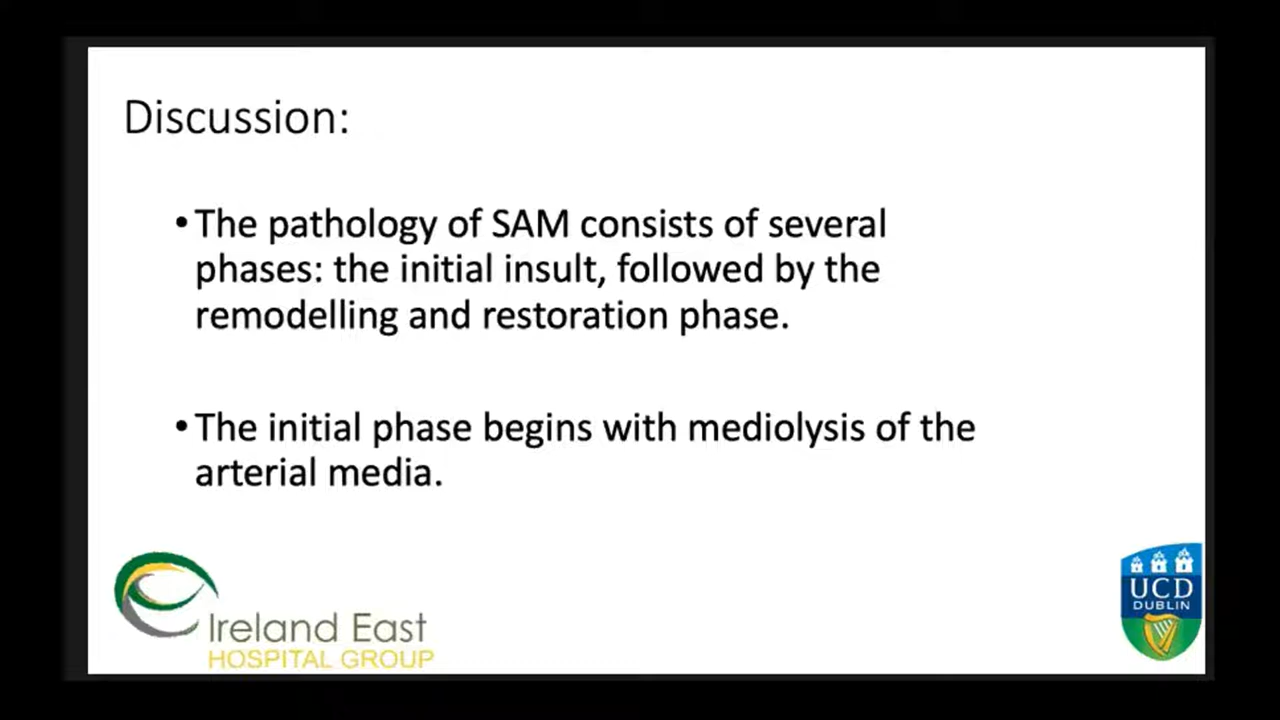 Discussion:
•The pathology of SAM consists of several
phases: the initial insult, followed by the
remodelling and restoration phase.
•The initial phase begins with mediolysis of the
arterial media.
Ireland East
HOSPITAL GROUP
UCD
DUBLIN